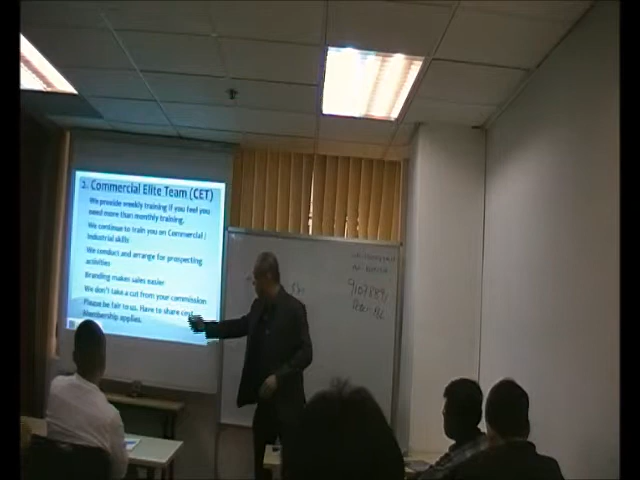 3. Commercial Elite Team (CET)
We provide weekly training if you feel you
need more than monthly training.
We continue to train you on Commercial /
Industrial skills
We conduct and arrange for prospecting
activities
Branding makes sales easier
We don't take a cut from your commission
Please be fair to us. Have to share cost.
Membership applies.